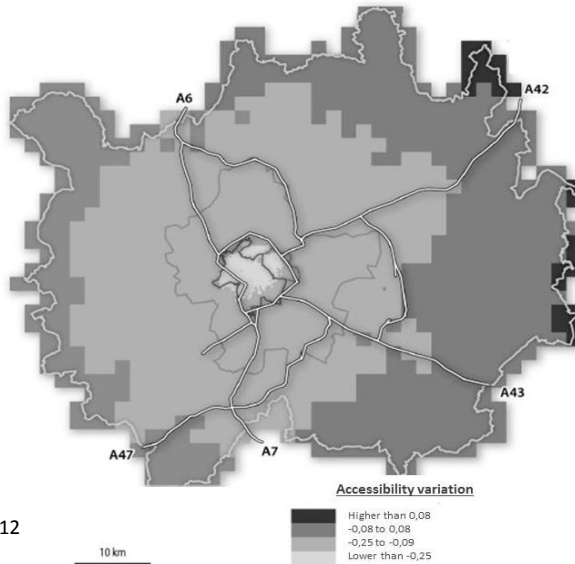 A6
A42
A43
A47
A7
Accessibility variation
Higher than 0,08
-0,08 to 0,08
-0,25 to -0,09
Lower than -0,25
12
10 km